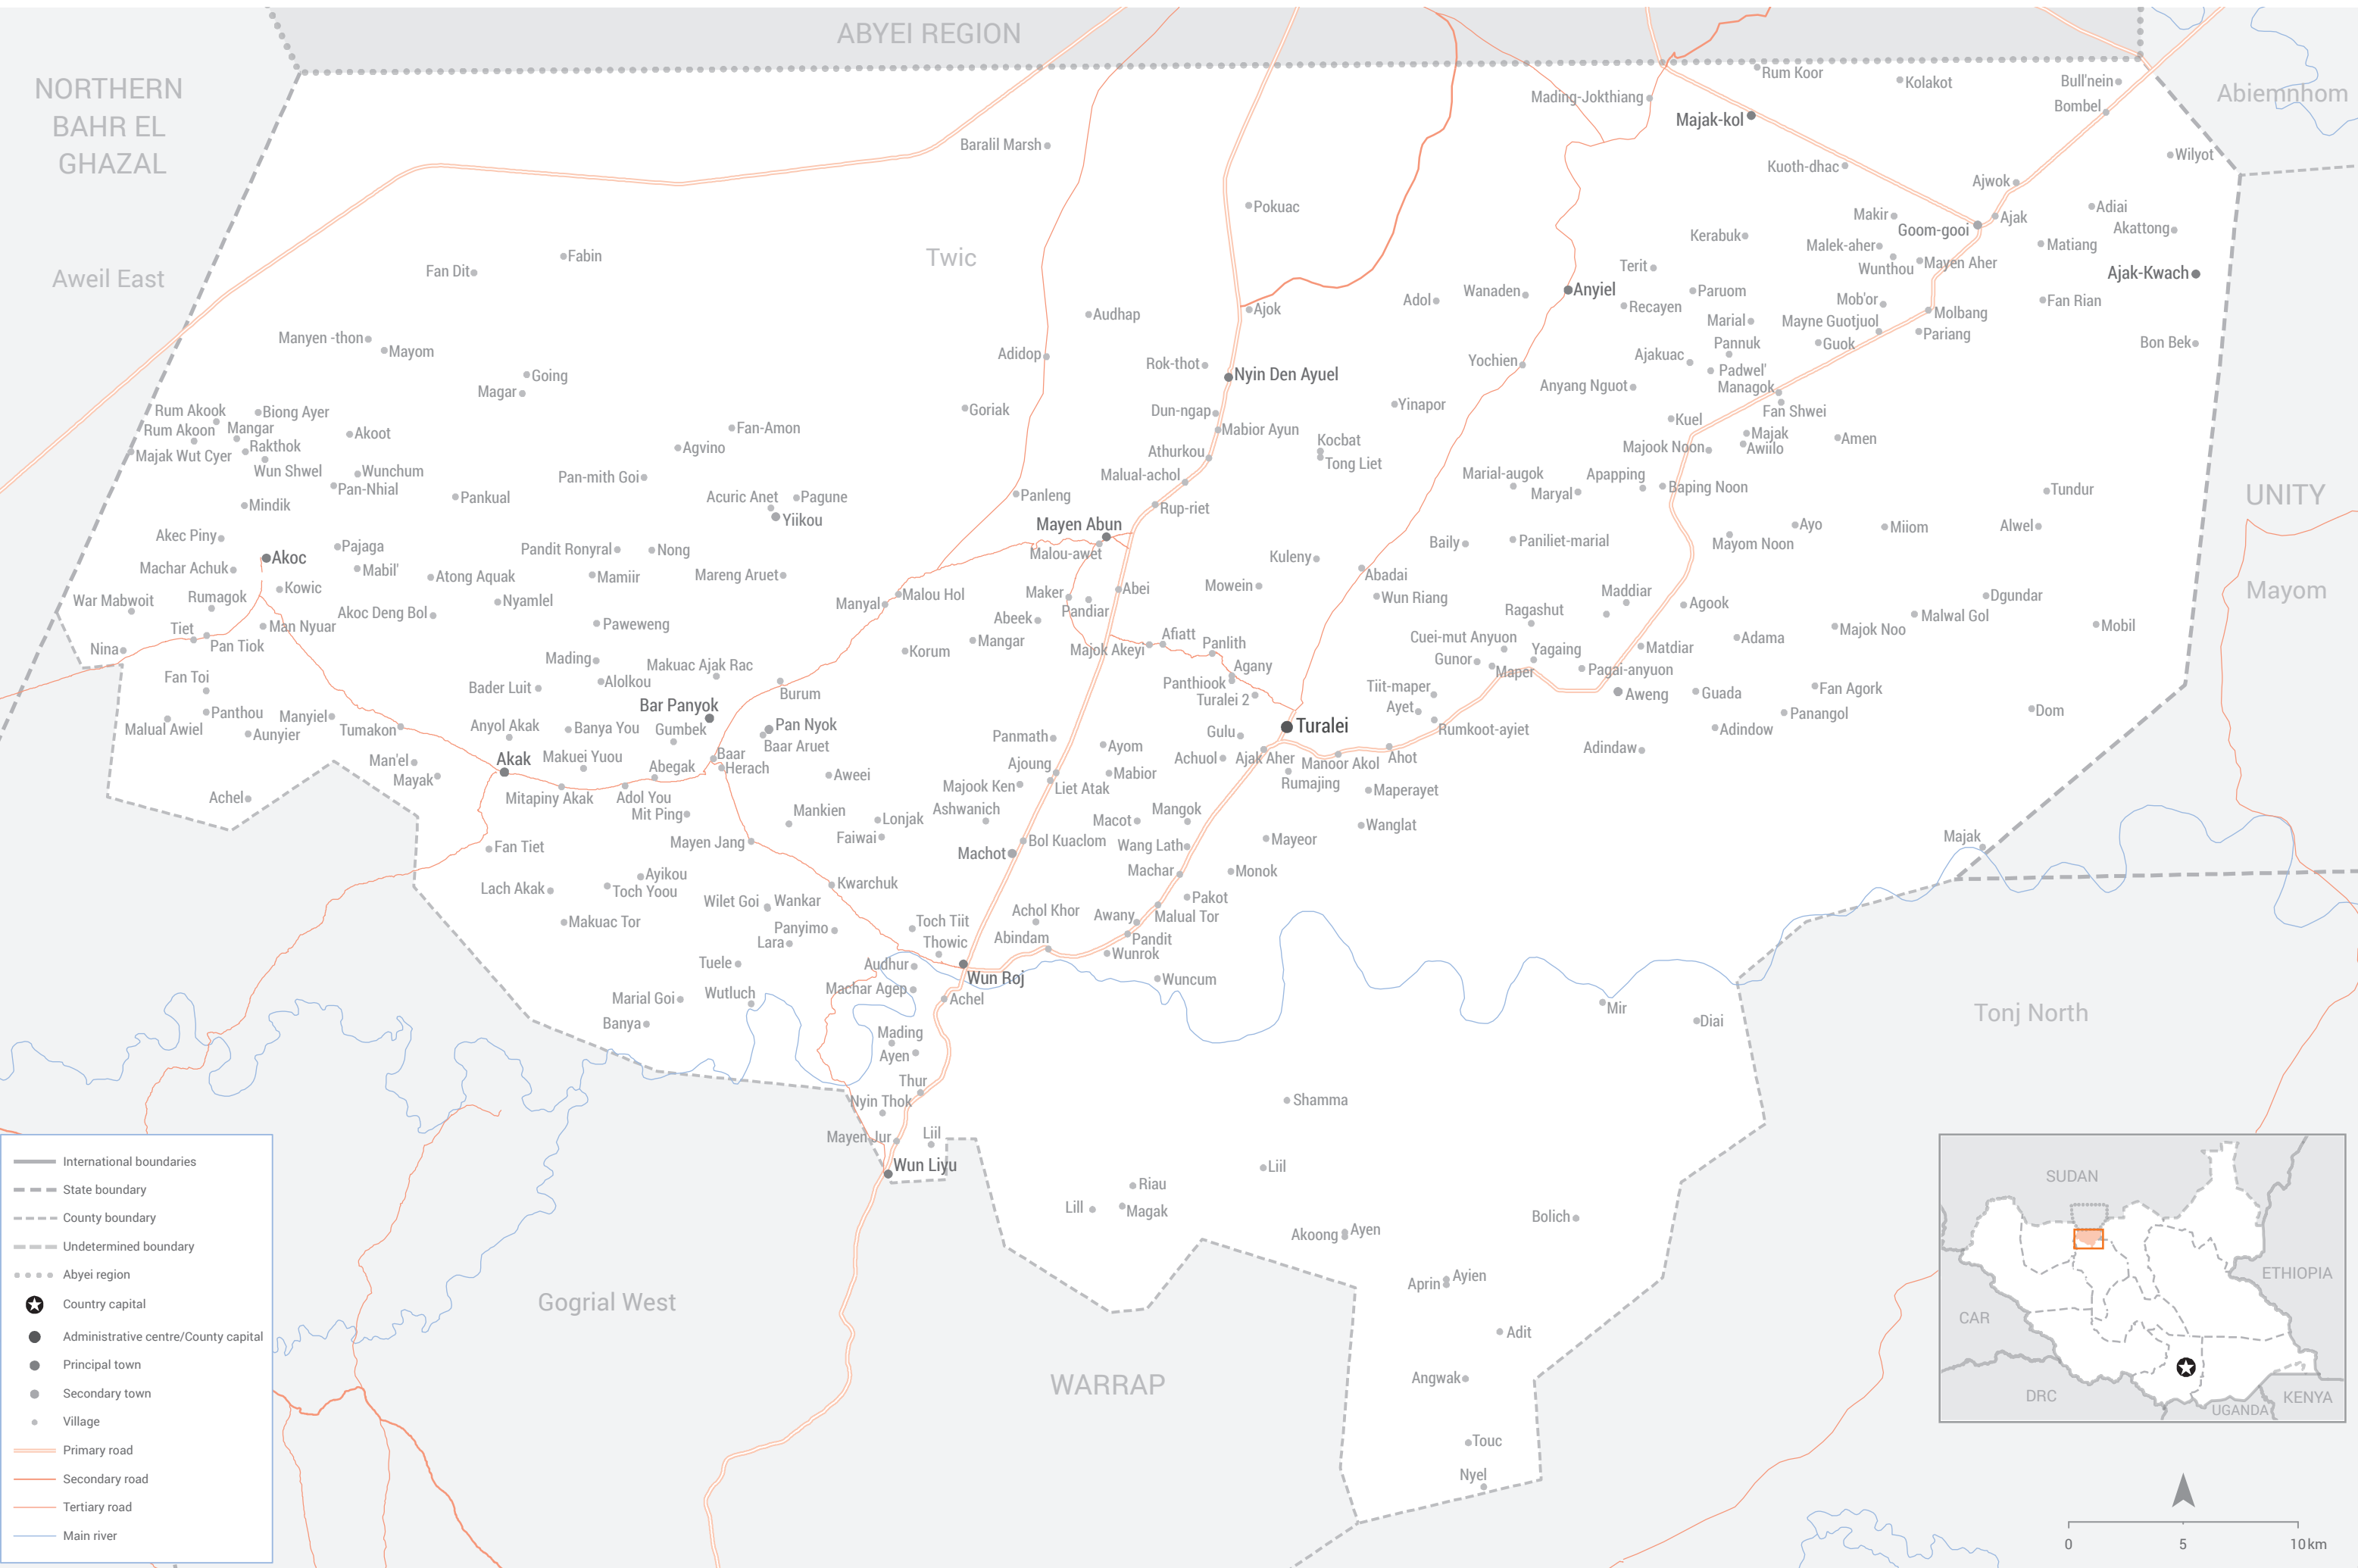 ABYEI REGION
NORTHERN
BAHR EL
GHAZAL
Abiemnhom
Aweil East
Twic
UNITY
Mayom
Tonj North
Gogrial West
WARRAP
Rum Koor
Kolakot
Bull'nein
Mading-Jokthiang
Bombel
Majak-kol
Baralil Marsh
Wilyot
Kuoth-dhac
Ajwok
Pokuac
Adiai
Makir
Ajak
Goom-gooi
Akattong
Kerabuk
Malek-aher
Matiang
Fabin
Fan Dit
Terit
Wunthou
Mayen Aher
Ajak-Kwach
Wanaden
Anyiel
Paruom
Adol
Recayen
Mob'or
Fan Rian
Audhap
Ajok
Marial
Mayne Guotjuol
Molbang
Manyen -thon
Mayom
Pannuk
Guok
Pariang
Bon Bek
Adidop
Rok-thot
Yochien
Ajakuac
Padwel'
Going
Nyin Den Ayuel
Magar
Anyang Nguot
Managok
Rum Akook
Biong Ayer
Goriak
Dun-ngap
Yinapor
Fan Shwei
Rum Akoon
Mangar
Akoot
Fan-Amon
Mabior Ayun
Kuel
Majak
Amen
Majak Wut Cyer
Rakthok
Agvino
Athurkou
Kocbat
Tong Liet
Majook Noon
Awiilo
Wun Shwel
Wunchum
Pan-mith Goi
Malual-achol
Marial-augok
Apapping
Pan-Nhial
Pankual
Acuric Anet
Pagune
Panleng
Maryal
Baping Noon
Tundur
Mindik
Yiikou
Mayen Abun
Rup-riet
Akec Piny
Ayo
Miiom
Alwel
Akoc
Pajaga
Pandit Ronyral
Nong
Malou-awet
Kuleny
Baily
Paniliet-marial
Mayom Noon
Machar Achuk
Mabil'
Atong Aquak
Mamiir
Mareng Aruet
Abadai
Kowic
Mowein
War Mabwoit
Rumagok
Akoc Deng Bol
Nyamlel
Manyal
Malou Hol
Maker
Abei
Wun Riang
Maddiar
Agook
Dgundar
Abeek
Pandiar
Ragashut
Malwal Gol
Tiet
Man Nyuar
Paweweng
Majok Noo
Mobil
Pan Tiok
Mangar
Afiatt
Panlith
Cuei-mut Anyuon
Adama
Nina
Korum
Majok Akeyi
Yagaing
Matdiar
Mading
Makuac Ajak Rac
Agany
Gunor
Maper
Pagai-anyuon
Fan Toi
Bader Luit
Alolkou
Burum
Panthiook
Tiit-maper
Aweng
Guada
Fan Agork
Turalei 2
Ayet
Panthou
Manyiel
Bar Panyok
Panangol
Dom
Malual Awiel
Aunyier
Tumakon
Anyol Akak
Banya You
Gumbek
Pan Nyok
Turalei
Rumkoot-ayiet
Adindow
Baar Aruet
Panmath
Ayom
Gulu
Adindaw
Man'el
Akak
Makuei Yuou
Baar
Achuol
Ajak Aher
Manoor Akol
Ahot
Mayak
Abegak
Herach
Aweei
Ajoung
Mabior
Achel
Mitapiny Akak
Adol You
Majook Ken
Liet Atak
Rumajing
Maperayet
Mit Ping
Mankien
Lonjak
Ashwanich
Macot
Mangok
Wanglat
Fan Tiet
Mayen Jang
Faiwai
Bol Kuaclom
Wang Lath
Mayeor
Majak
Machot
Ayikou
Machar
Monok
Lach Akak
Toch Yoou
Kwarchuk
Wilet Goi
Wankar
Pakot
Makuac Tor
Achol Khor
Awany
Malual Tor
Panyimo
Toch Tiit
Lara
Thowic
Abindam
Pandit
Tuele
Audhur
Wunrok
Wun Roj
Wuncum
Marial Goi
Wutluch
Machar Agep
Achel
Mir
Banya
Mading
Diai
Ayen
Thur
Nyin Thok
Shamma
Mayen Jur
Liil
Wun Liyu
Liil
Riau
Lill
Magak
Akoong
Ayen
Bolich
Aprin
Ayien
Adit
Angwak
Touc
Nyel
International boundaries
State boundary
County boundary
Undetermined boundary
Abyei region
Country capital
Administrative centre/County capital
Principal town
Secondary town
Village
Primary road
Secondary road
Tertiary road
Main river
SUDAN
ETHIOPIA
CAR
DRC
UGANDA
KENYA
0 5 10 km